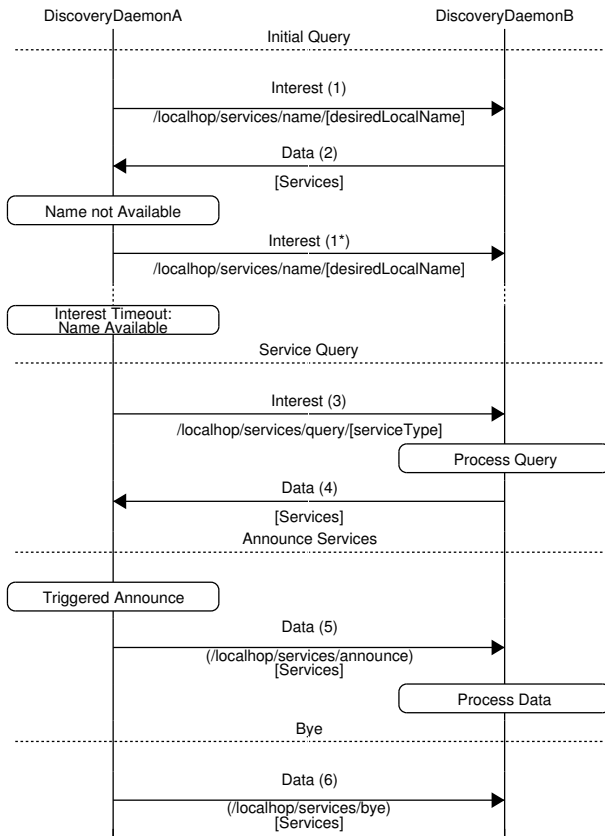 DiscoveryDaemonA DiscoveryDaemonB
Initial Query
Interest (1)
/localhop/services/name/[desiredLocalName]
Data (2)
[Services]
Name not Available
Interest (1*)
/localhop/services/name/[desiredLocalName]
Interest Timeout:
Name Available
Service Query
Interest (3)
/localhop/services/query/[serviceType]
Process Query
Data (4)
[Services]
Announce Services
Triggered Announce
Data (5)
(/localhop/services/announce)
[Services]
Process Data
Bye
Data (6)
(/localhop/services/bye)
[Services]